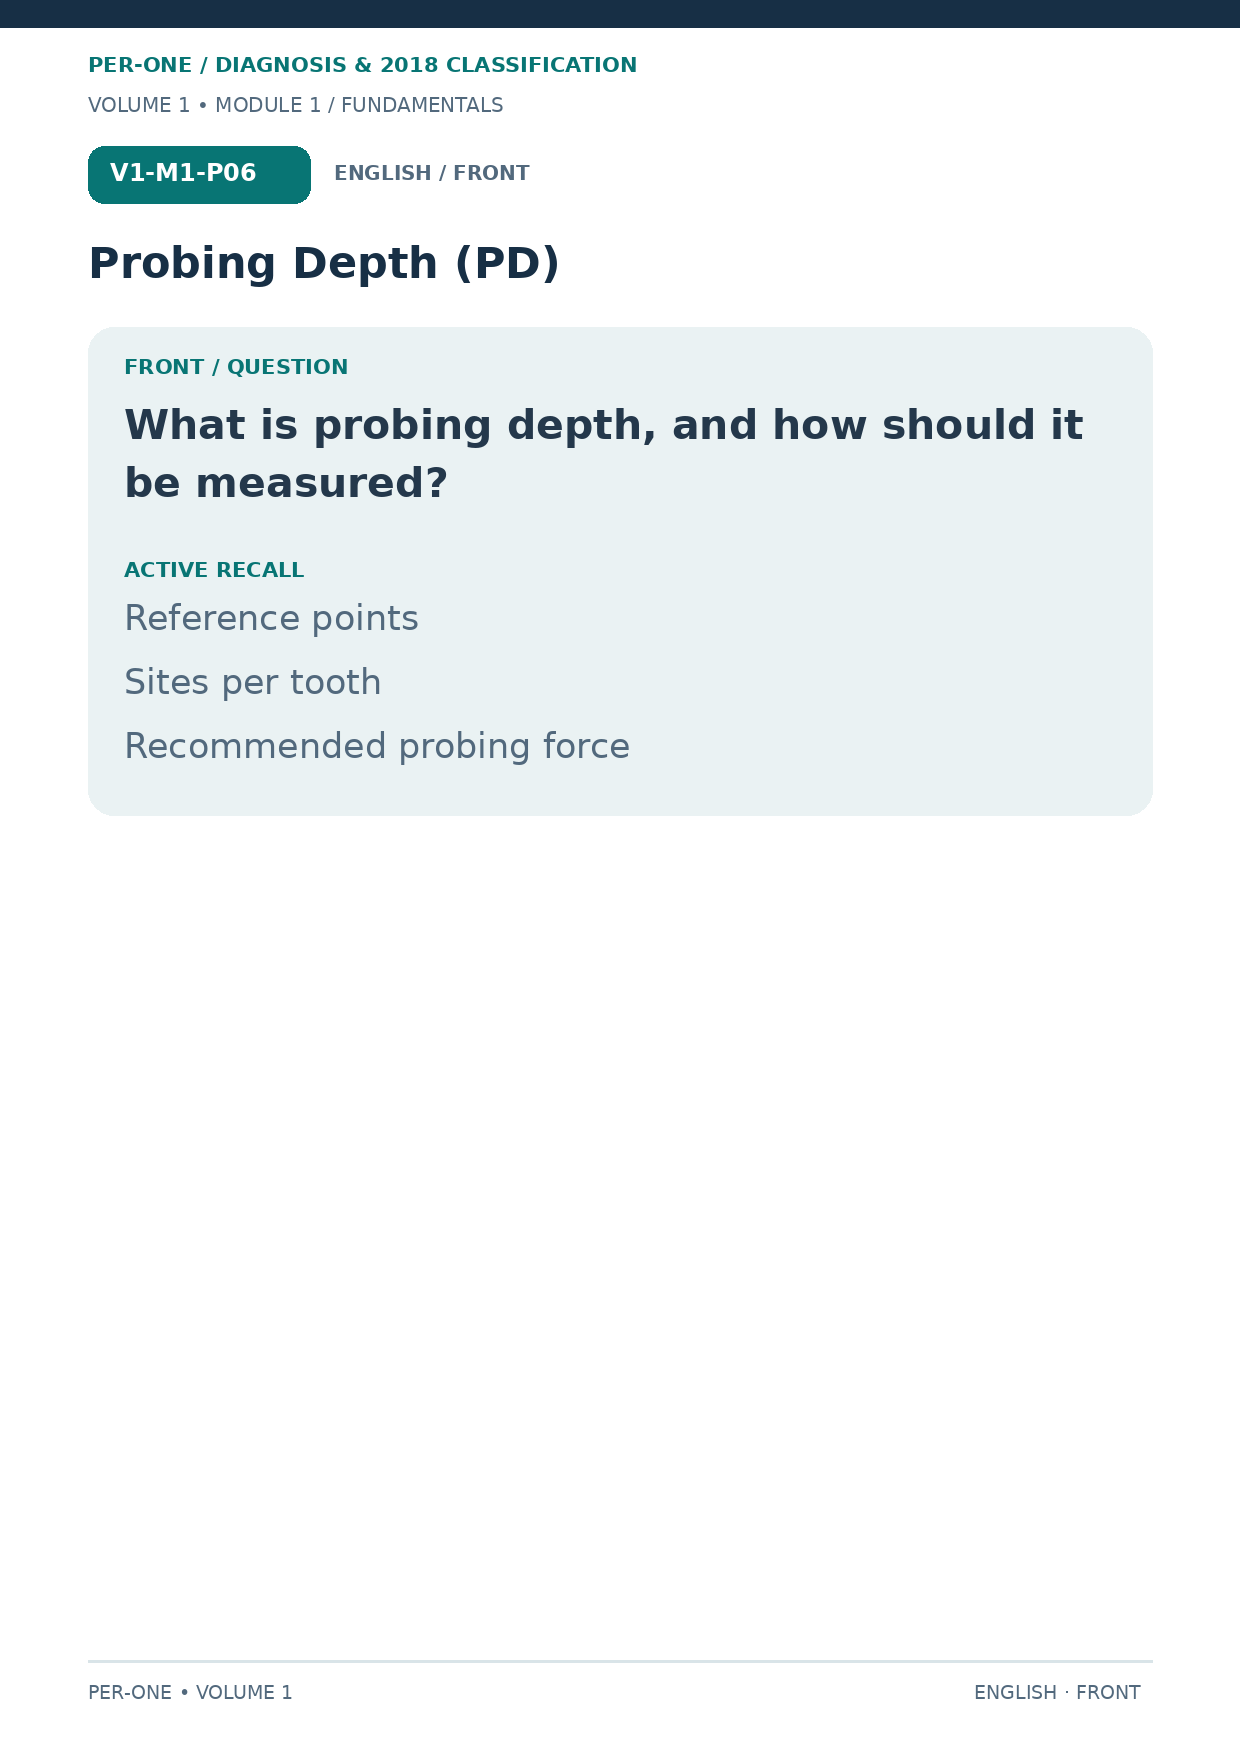 PER-ONE / DIAGNOSIS & 2018 CLASSIFICATION
VOLUME 1 • MODULE 1 / FUNDAMENTALS
V1-M1-P06
ENGLISH / FRONT
Probing Depth (PD)
FRONT / QUESTION
What is probing depth, and how should it
be measured?
ACTIVE RECALL
Reference points
Sites per tooth
Recommended probing force
PER-ONE • VOLUME 1
ENGLISH · FRONT